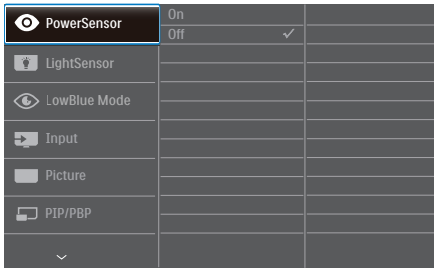 PowerSensor
On
Off
LightSensor
LowBlue Mode
Input
Picture
PIP/PBP